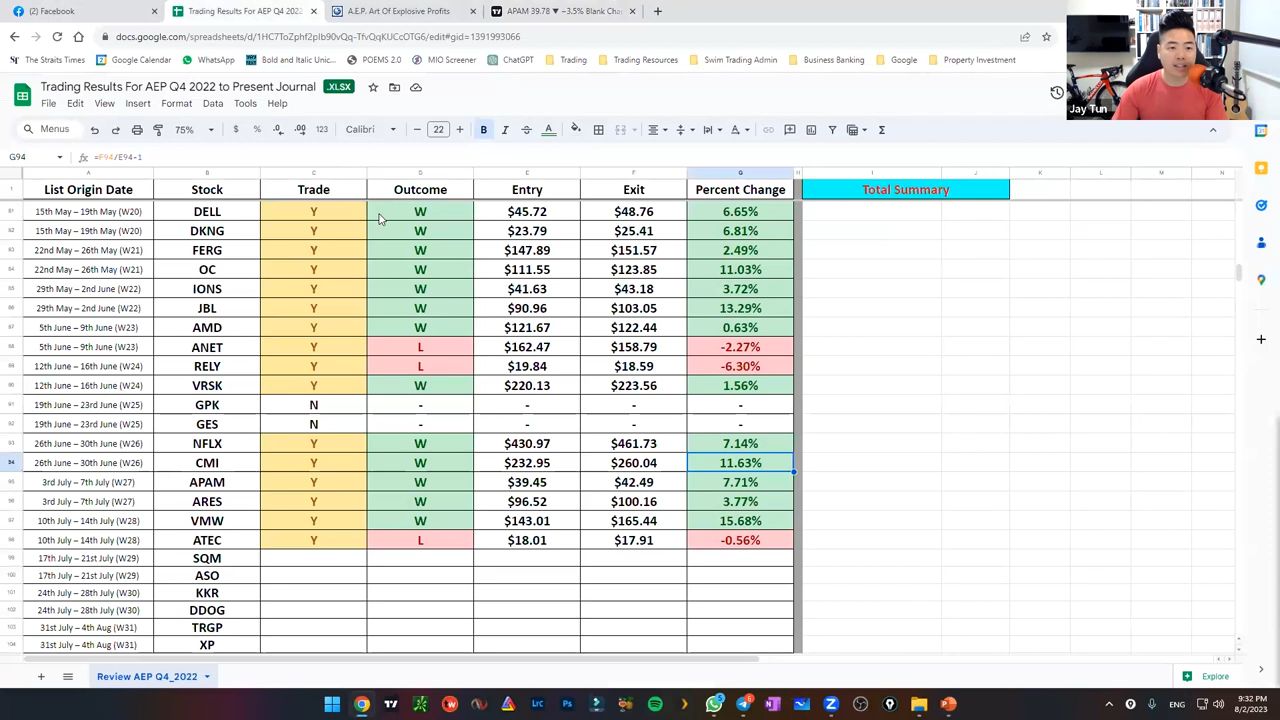 (2) Facebook
Trading Results For AEP Q4 2022
A.E.P. Art Of Explosive Profits
APAM 39.78 ▼ −3.5% Blank Cha
Jay Tun
The Straits Times
Google Calendar
WhatsApp
Bold and Italic Unic...
POEMS 2.0
MIO Screener
ChatGPT
Trading
Trading Resources
Swim Trading Admin
Business Banking
Google
Property Investment
Trading Results For AEP Q4 2022 to Present Journal .XLSX
File Edit View Insert Format Data Tools Help
Menus 75% $ % .0 .00 123 Calibri − 22 + B I A
G94 =F94/E94-1
A B C D E F G H I J K L M N
1 List Origin Date Stock Trade Outcome Entry Exit Percent Change Total Summary
15th May – 19th May (W20) DELL Y W $45.72 $48.76 6.65%
15th May – 19th May (W20) DKNG Y W $23.79 $25.41 6.81%
22nd May – 26th May (W21) FERG Y W $147.89 $151.57 2.49%
22nd May – 26th May (W21) OC Y W $111.55 $123.85 11.03%
29th May – 2nd June (W22) IONS Y W $41.63 $43.18 3.72%
29th May – 2nd June (W22) JBL Y W $90.96 $103.05 13.29%
5th June – 9th June (W23) AMD Y W $121.67 $122.44 0.63%
5th June – 9th June (W23) ANET Y L $162.47 $158.79 -2.27%
12th June – 16th June (W24) RELY Y L $19.84 $18.59 -6.30%
12th June – 16th June (W24) VRSK Y W $220.13 $223.56 1.56%
19th June – 23rd June (W25) GPK N - - - -
19th June – 23rd June (W25) GES N - - - -
26th June – 30th June (W26) NFLX Y W $430.97 $461.73 7.14%
94 26th June – 30th June (W26) CMI Y W $232.95 $260.04 11.63%
3rd July – 7th July (W27) APAM Y W $39.45 $42.49 7.71%
3rd July – 7th July (W27) ARES Y W $96.52 $100.16 3.77%
10th July – 14th July (W28) VMW Y W $143.01 $165.44 15.68%
10th July – 14th July (W28) ATEC Y L $18.01 $17.91 -0.56%
17th July – 21st July (W29) SQM
17th July – 21st July (W29) ASO
24th July – 28th July (W30) KKR
24th July – 28th July (W30) DDOG
31st July – 4th Aug (W31) TRGP
31st July – 4th Aug (W31) XP
Review AEP Q4_2022
Explore
ENG
9:32 PM
8/2/2023